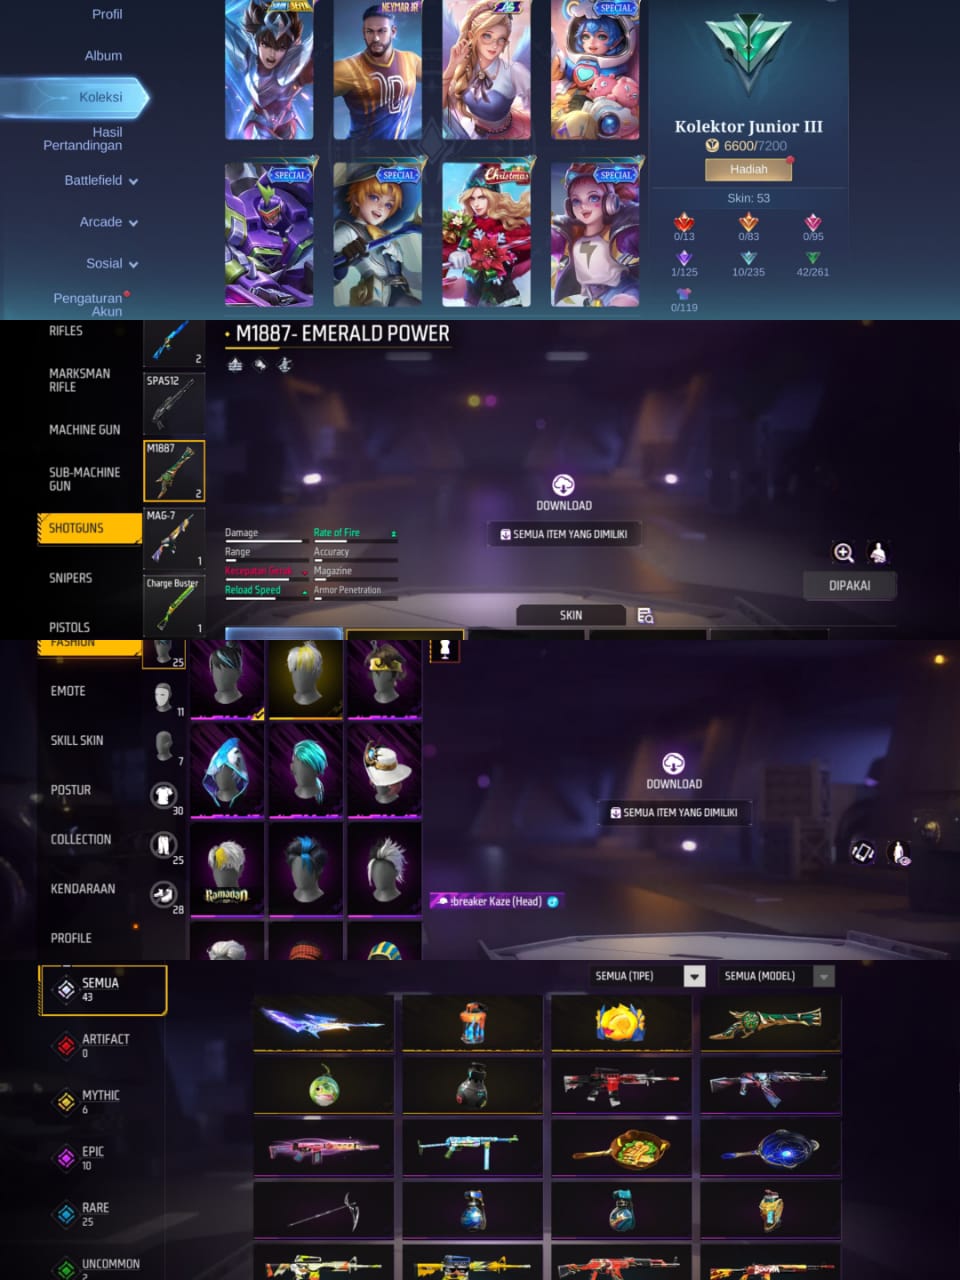 Profil
Album
Koleksi
Hasil
Pertandingan
Battlefield
Arcade
Sosial
Pengaturan
Akun
NEYMAR JR
SPECIAL
SPECIAL
SPECIAL
Christmas
SPECIAL
Kolektor Junior III
6600/7200
Hadiah
Skin: 53
0/13
0/83
0/95
1/125
10/235
42/261
0/119
RIFLES
MARKSMAN
RIFLE
MACHINE GUN
SUB-MACHINE
GUN
SHOTGUNS
SNIPERS
PISTOLS
2
SPAS12
M1887
2
MAG-7
1
Charge Buster
1
M1887- EMERALD POWER
Damage
Rate of Fire
Range
Accuracy
Kecepatan Gerak
Magazine
Reload Speed
Armor Penetration
DOWNLOAD
SEMUA ITEM YANG DIMILIKI
DIPAKAI
SKIN
FASHION
EMOTE
SKILL SKIN
POSTUR
COLLECTION
KENDARAAN
PROFILE
25
11
7
30
25
28
Ramadan
DOWNLOAD
SEMUA ITEM YANG DIMILIKI
:breaker Kaze (Head)
SEMUA
43
ARTIFACT
0
MYTHIC
6
EPIC
10
RARE
25
UNCOMMON
SEMUA (TIPE)
SEMUA (MODEL)